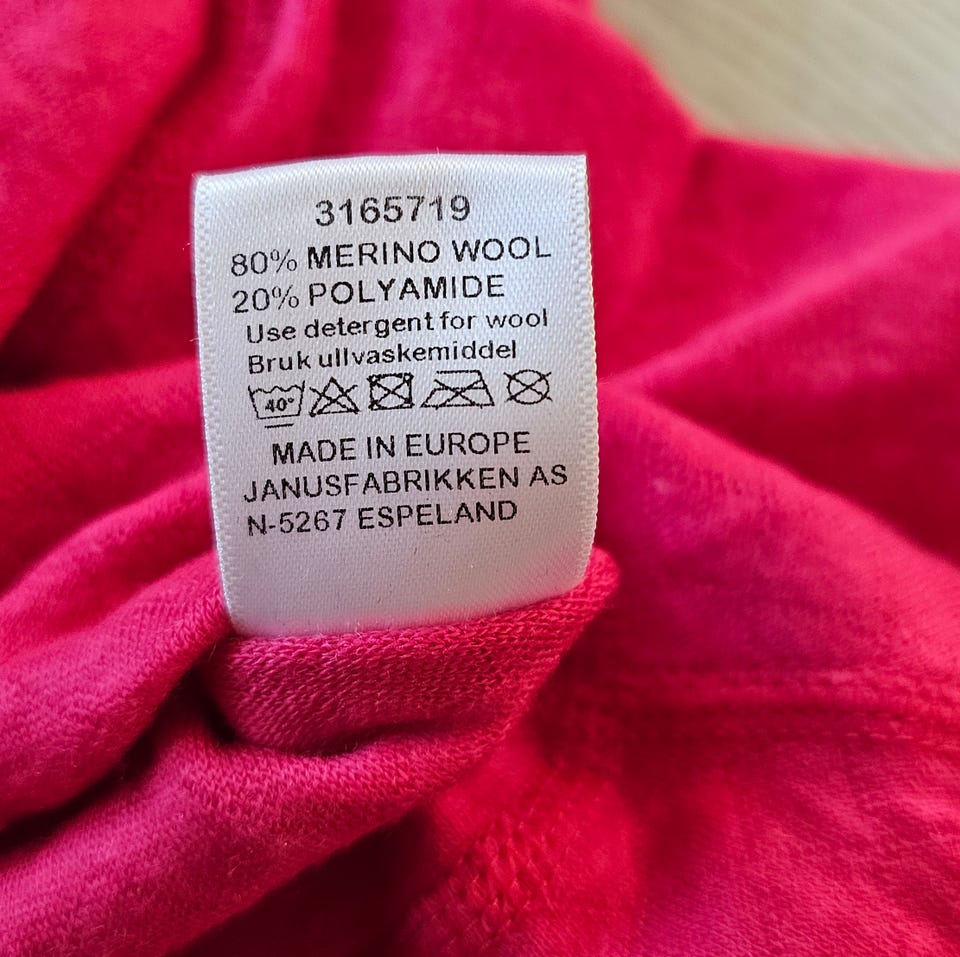 3165719
80% MERINO WOOL
20% POLYAMIDE
Use detergent for wool
Bruk ullvaskemiddel
40°
MADE IN EUROPE
JANUSFABRIKKEN AS
N-5267 ESPELAND